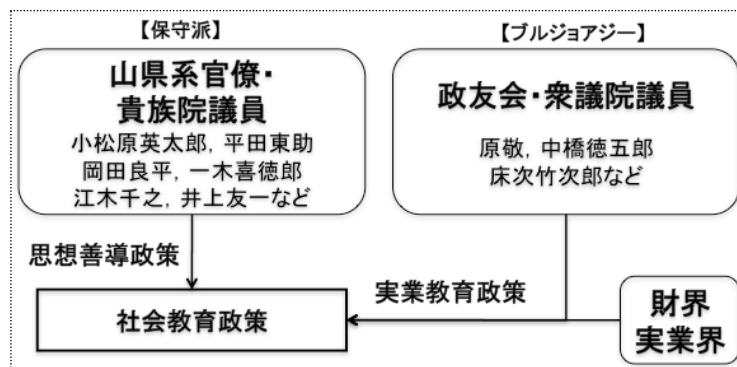 【保守派】
山県系官僚・
貴族院議員
小松原英太郎，平田東助
岡田良平，一木喜徳郎
江木千之，井上友一など
【ブルジョアジー】
政友会・衆議院議員
原敬，中橋徳五郎
床次竹次郎など
思想善導政策
実業教育政策
社会教育政策
財界
実業界